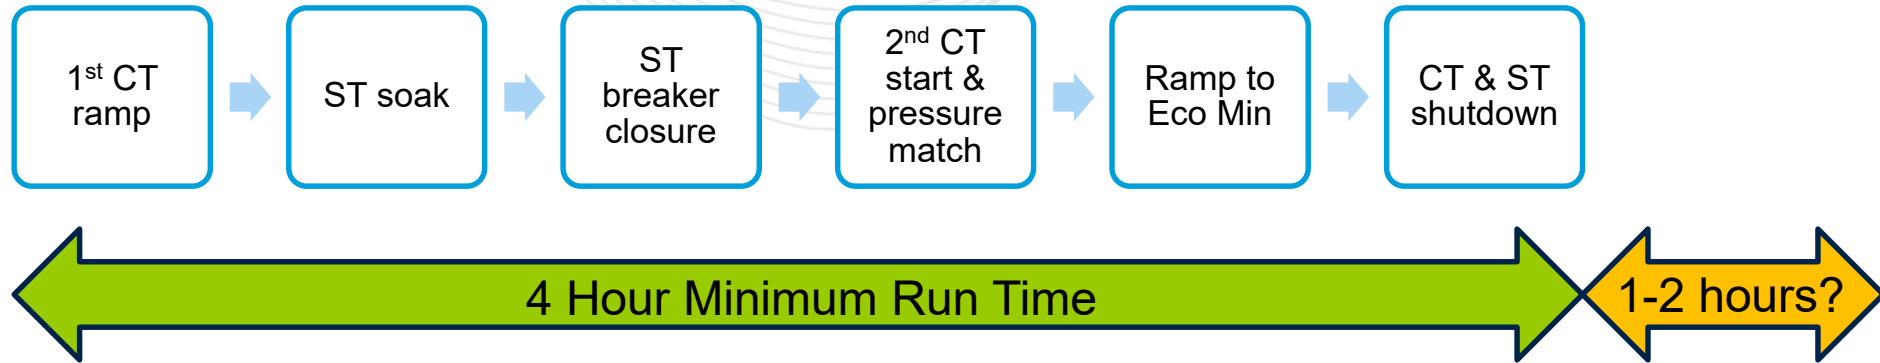 1st CT
ramp
ST soak
ST
breaker
closure
2nd CT
start &
pressure
match
Ramp to
Eco Min
CT & ST
shutdown
4 Hour Minimum Run Time
1-2 hours?